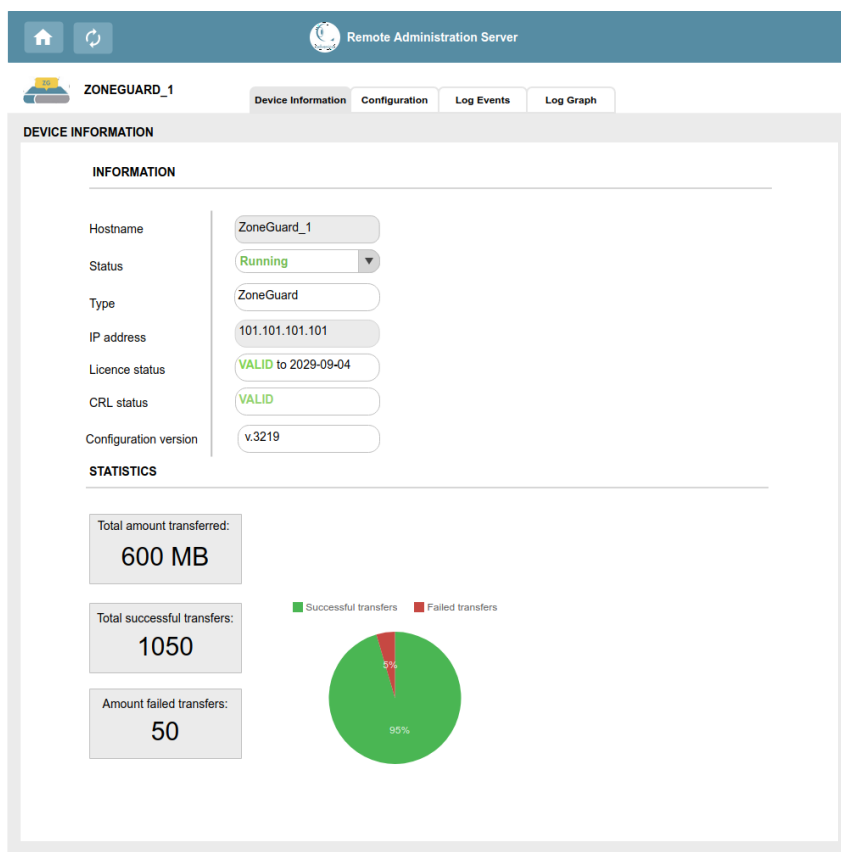 Remote Administration Server
ZG
ZONEGUARD_1
Device Information Configuration Log Events Log Graph
DEVICE INFORMATION
INFORMATION
Hostname ZoneGuard_1
Status Running
Type ZoneGuard
IP address 101.101.101.101
Licence status VALID to 2029-09-04
CRL status VALID
Configuration version v.3219
STATISTICS
Total amount transferred:
600 MB
Total successful transfers:
1050
Amount failed transfers:
50
Successful transfers Failed transfers
5%
95%